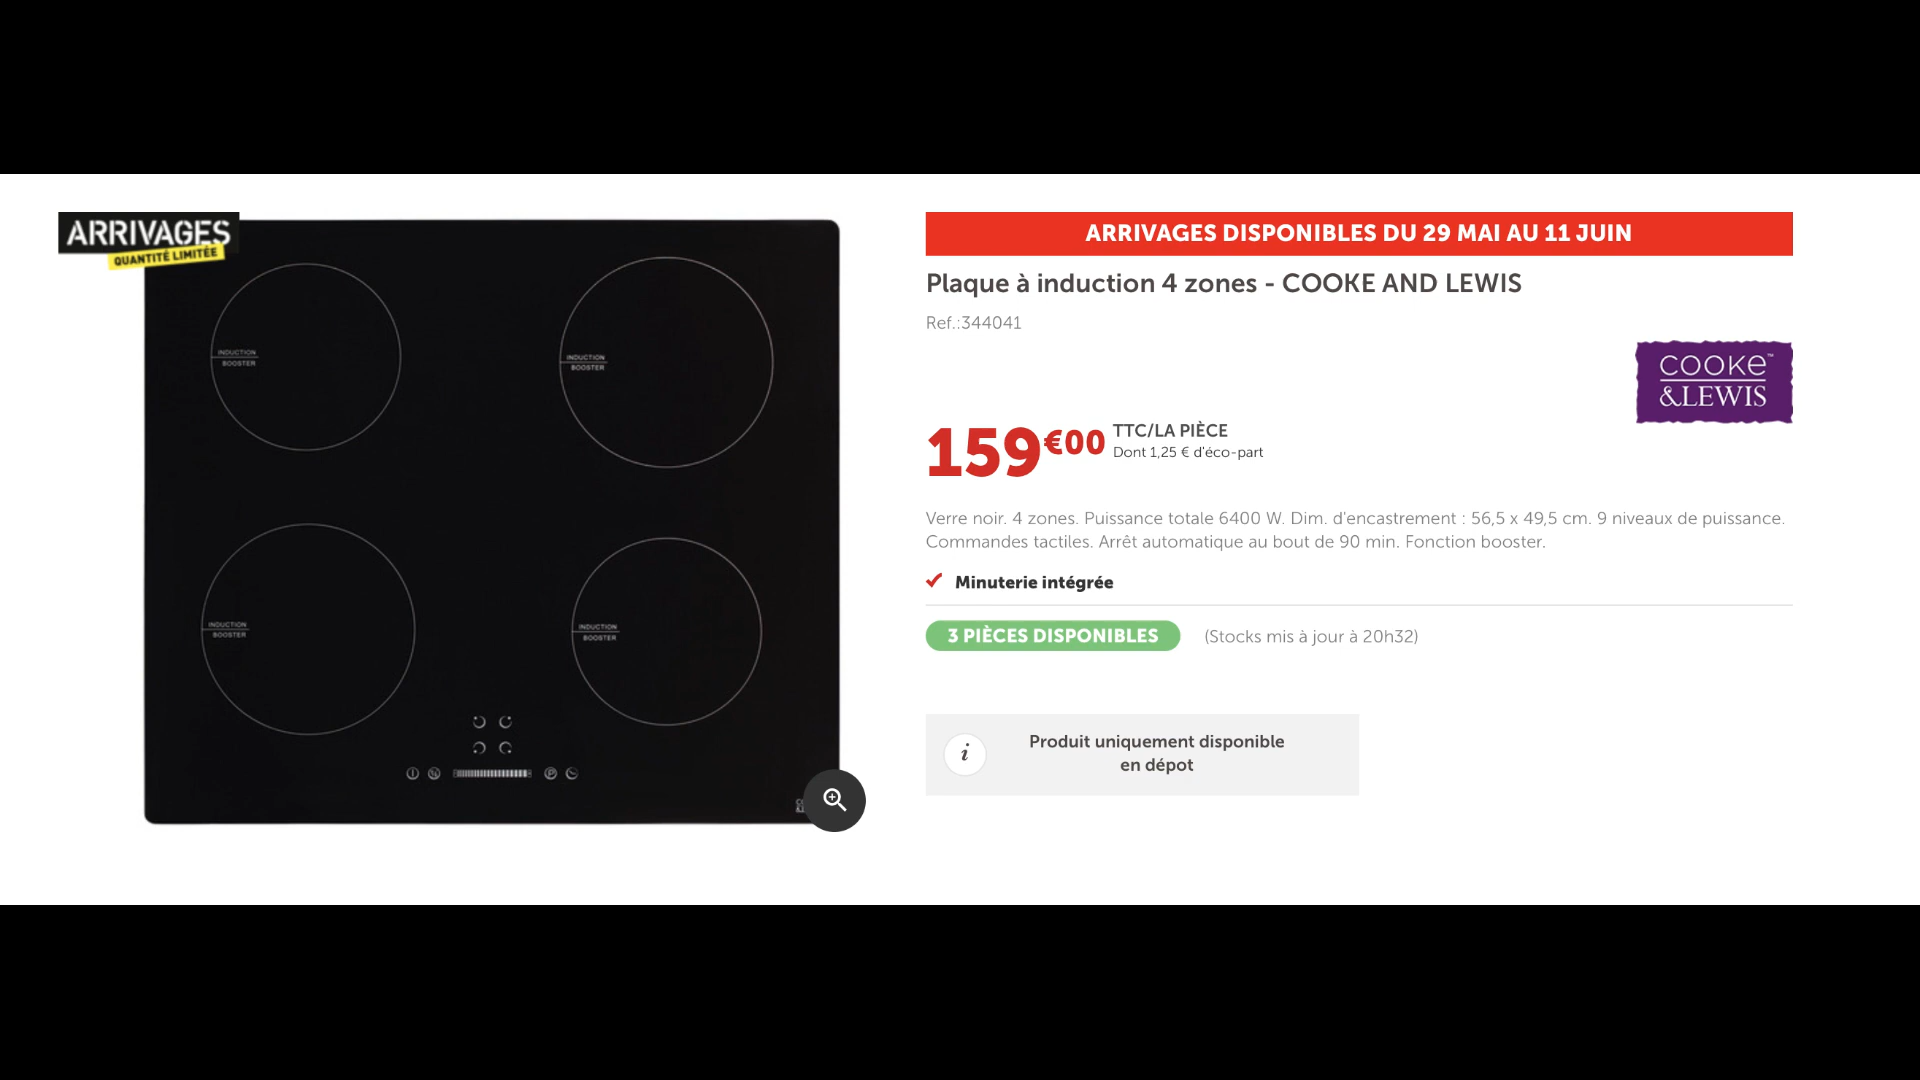 ARRIVAGES
QUANTITÉ LIMITÉE
INDUCTION
BOOSTER
INDUCTION
BOOSTER
INDUCTION
BOOSTER
INDUCTION
BOOSTER
ARRIVAGES DISPONIBLES DU 29 MAI AU 11 JUIN
Plaque à induction 4 zones - COOKE AND LEWIS
Ref.:344041
cooke™
&LEWIS
159€00 TTC/LA PIÈCE
Dont 1,25 € d'éco-part
Verre noir. 4 zones. Puissance totale 6400 W. Dim. d'encastrement : 56,5 x 49,5 cm. 9 niveaux de puissance.
Commandes tactiles. Arrêt automatique au bout de 90 min. Fonction booster.
Minuterie intégrée
3 PIÈCES DISPONIBLES (Stocks mis à jour à 20h32)
i
Produit uniquement disponible
en dépot